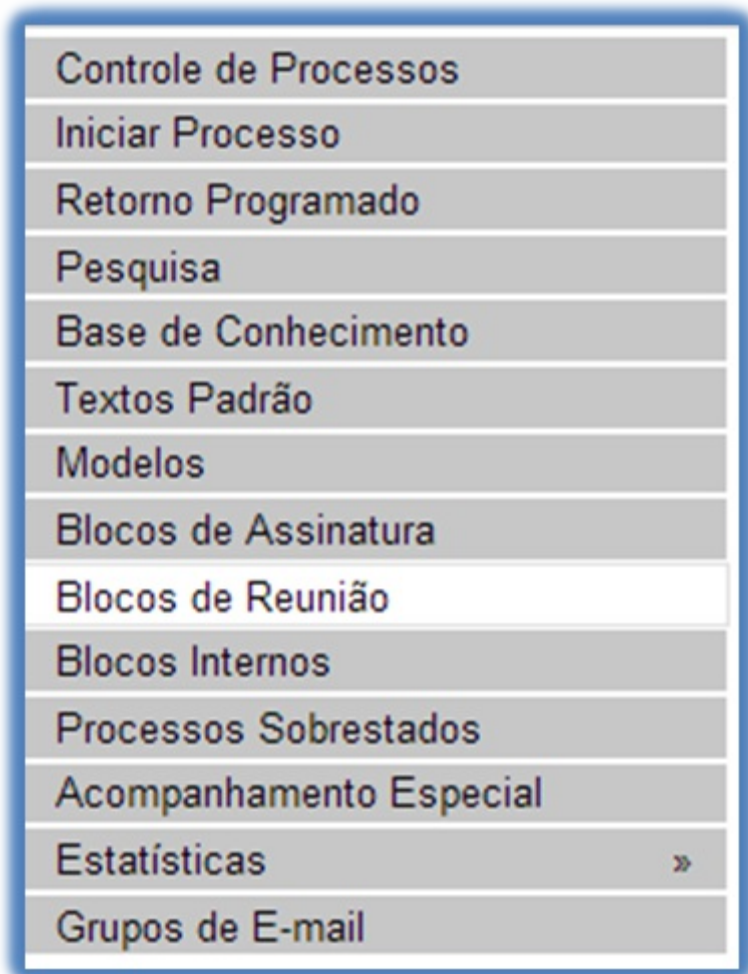 Controle de Processos
Iniciar Processo
Retorno Programado
Pesquisa
Base de Conhecimento
Textos Padrão
Modelos
Blocos de Assinatura
Blocos de Reunião
Blocos Internos
Processos Sobrestados
Acompanhamento Especial
Estatísticas »
Grupos de E-mail